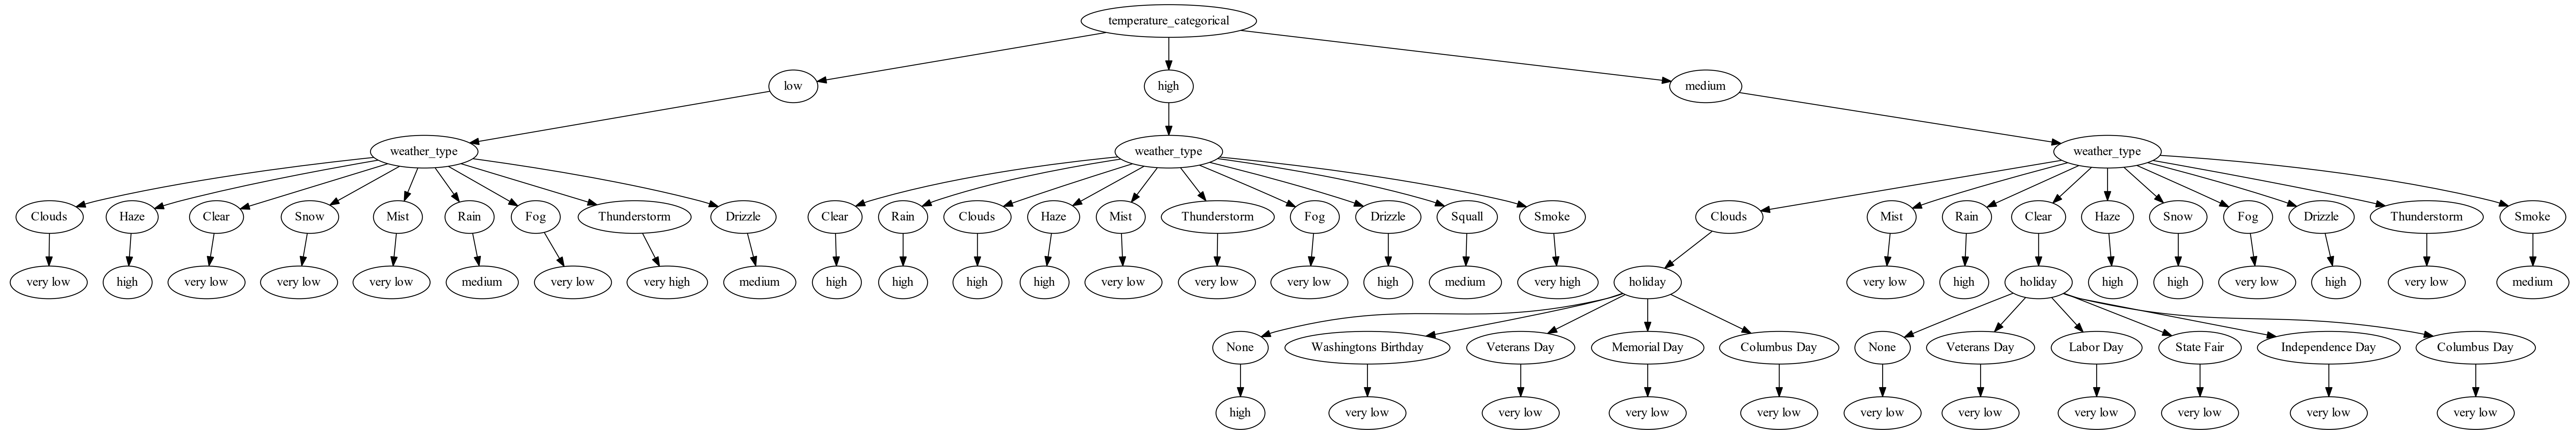 temperature_categorical
low
high
medium
weather_type
weather_type
weather_type
Clouds
Haze
Clear
Snow
Mist
Rain
Fog
Thunderstorm
Drizzle
Clear
Rain
Clouds
Haze
Mist
Thunderstorm
Fog
Drizzle
Squall
Smoke
Clouds
Mist
Rain
Clear
Haze
Snow
Fog
Drizzle
Thunderstorm
Smoke
very low
high
very low
very low
very low
medium
very low
very high
medium
high
high
high
high
very low
very low
very low
high
medium
very high
holiday
very low
high
holiday
high
high
very low
high
very low
medium
None
Washingtons Birthday
Veterans Day
Memorial Day
Columbus Day
None
Veterans Day
Labor Day
State Fair
Independence Day
Columbus Day
high
very low
very low
very low
very low
very low
very low
very low
very low
very low
very low